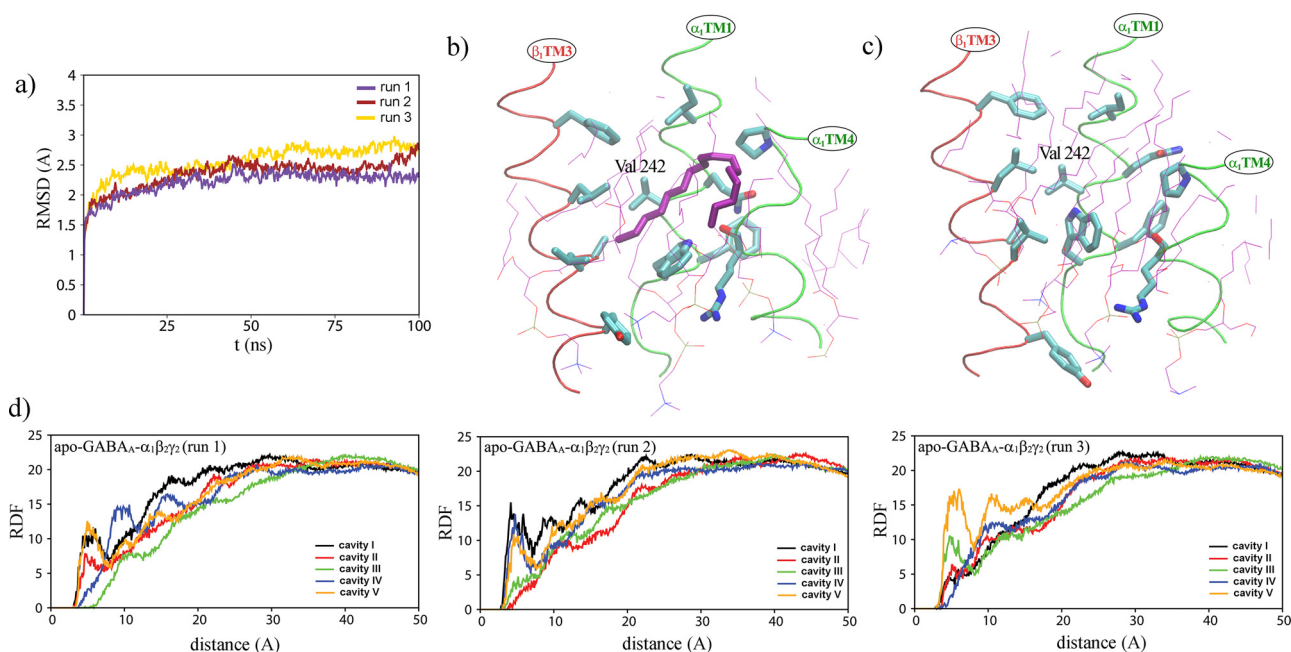 a)
RMSD (A)
4
3.5
3
2.5
2
1.5
1
0.5
0
25
50
75
100
t (ns)
run 1
run 2
run 3
b)
β₁TM3
α₁TM1
α₁TM4
Val 242
c)
β₁TM3
α₁TM1
α₁TM4
Val 242
d)
apo-GABAA-α₁β₂γ₂ (run 1)
RDF
25
20
15
10
5
0
0 10 20 30 40 50
distance (A)
cavity I
cavity II
cavity III
cavity IV
cavity V
apo-GABAA-α₁β₂γ₂ (run 2)
RDF
25
20
15
10
5
0
0 10 20 30 40 50
distance (A)
cavity I
cavity II
cavity III
cavity IV
cavity V
apo-GABAA-α₁β₂γ₂ (run 3)
RDF
25
20
15
10
5
0
0 10 20 30 40 50
distance (A)
cavity I
cavity II
cavity III
cavity IV
cavity V